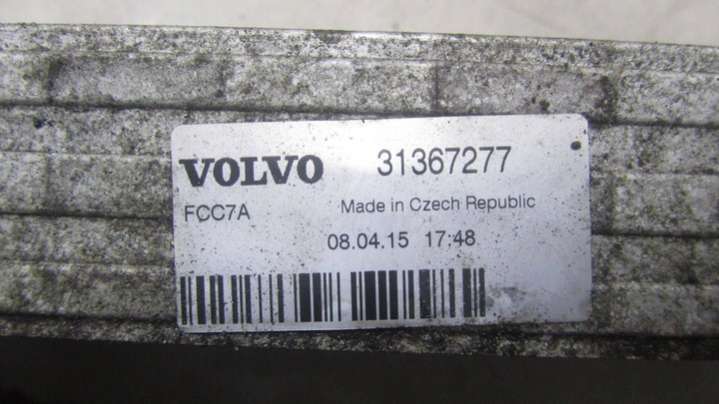 VOLVO 31367277
FCC7A Made in Czech Republic
08.04.15 17:48